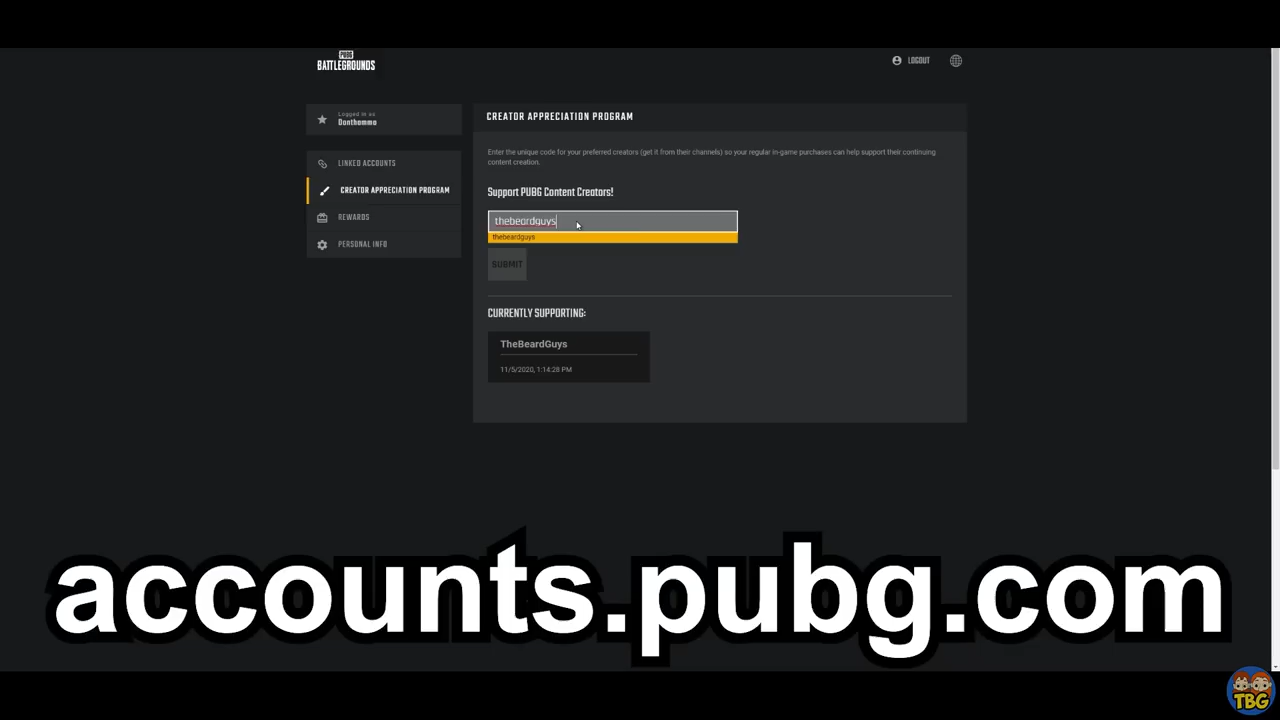 PUBG
BATTLEGROUNDS
LOGOUT
Logged in as
Donthemmo
LINKED ACCOUNTS
CREATOR APPRECIATION PROGRAM
REWARDS
PERSONAL INFO
CREATOR APPRECIATION PROGRAM
Enter the unique code for your preferred creators (get it from their channels) so your regular in-game purchases can help support their continuing
content creation.
Support PUBG Content Creators!
thebeardguys
thebeardguys
SUBMIT
CURRENTLY SUPPORTING:
TheBeardGuys
11/5/2020, 1:14:28 PM
accounts.pubg.com
TBG